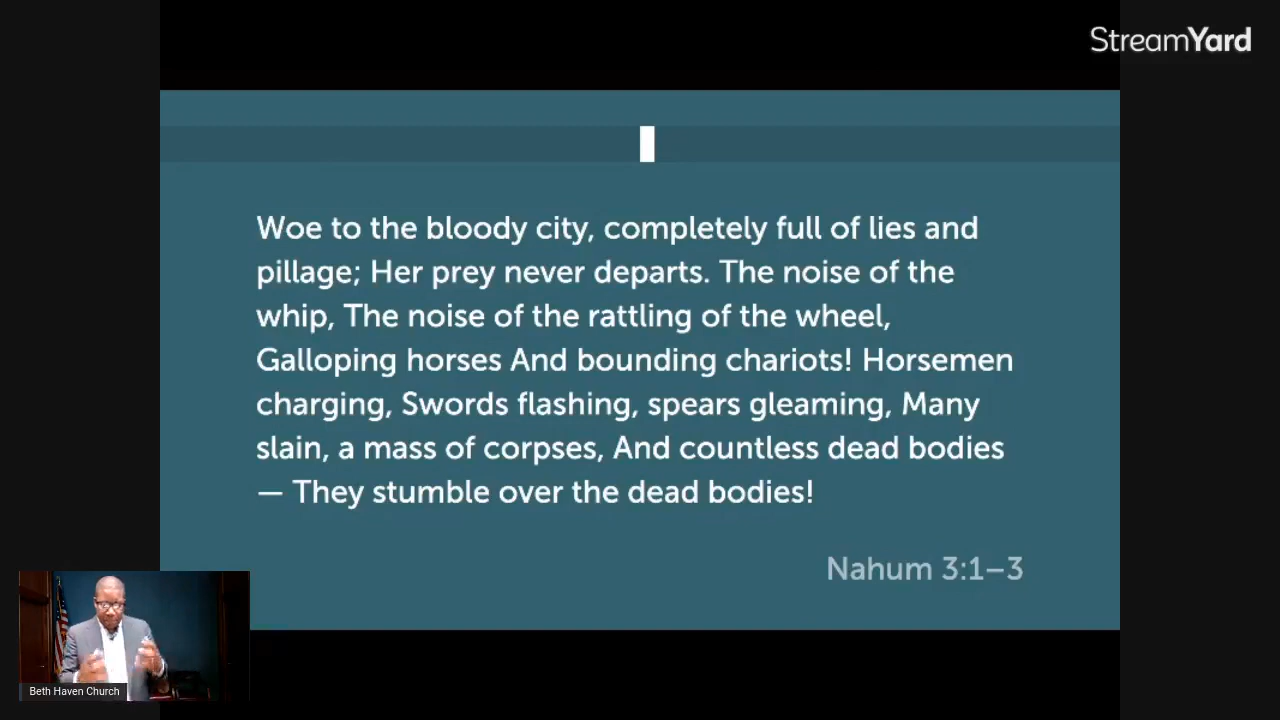 StreamYard
Woe to the bloody city, completely full of lies and
pillage; Her prey never departs. The noise of the
whip, The noise of the rattling of the wheel,
Galloping horses And bounding chariots! Horsemen
charging, Swords flashing, spears gleaming, Many
slain, a mass of corpses, And countless dead bodies
— They stumble over the dead bodies!
Nahum 3:1–3
Beth Haven Church